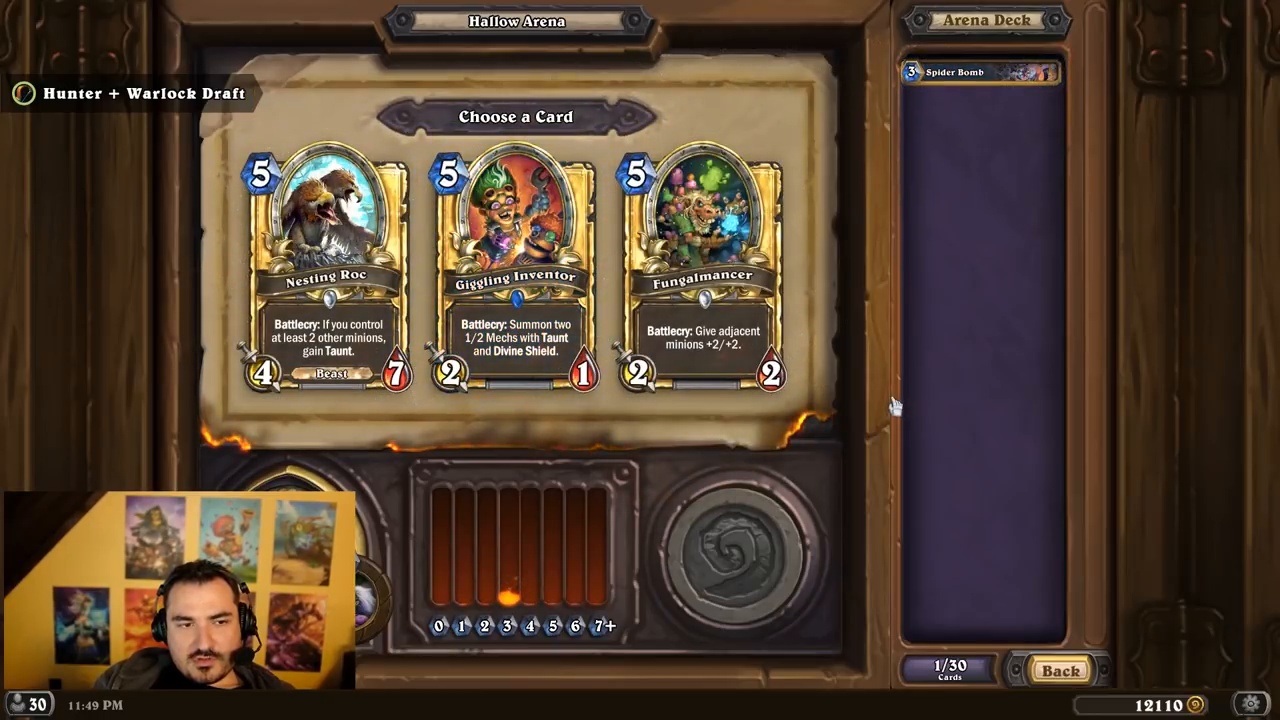 Hallow Arena
Arena Deck
3 Spider Bomb
Hunter + Warlock Draft
Choose a Card
5 5 5
Nesting Roc
Battlecry: If you control
at least 2 other minions,
gain Taunt.
Beast
4 7
Giggling Inventor
Battlecry: Summon two
1/2 Mechs with Taunt
and Divine Shield.
2 1
Fungalmancer
Battlecry: Give adjacent
minions +2/+2.
2 2
0 1 2 3 4 5 6 7+
1/30
Cards
Back
30
11:49 PM
12110